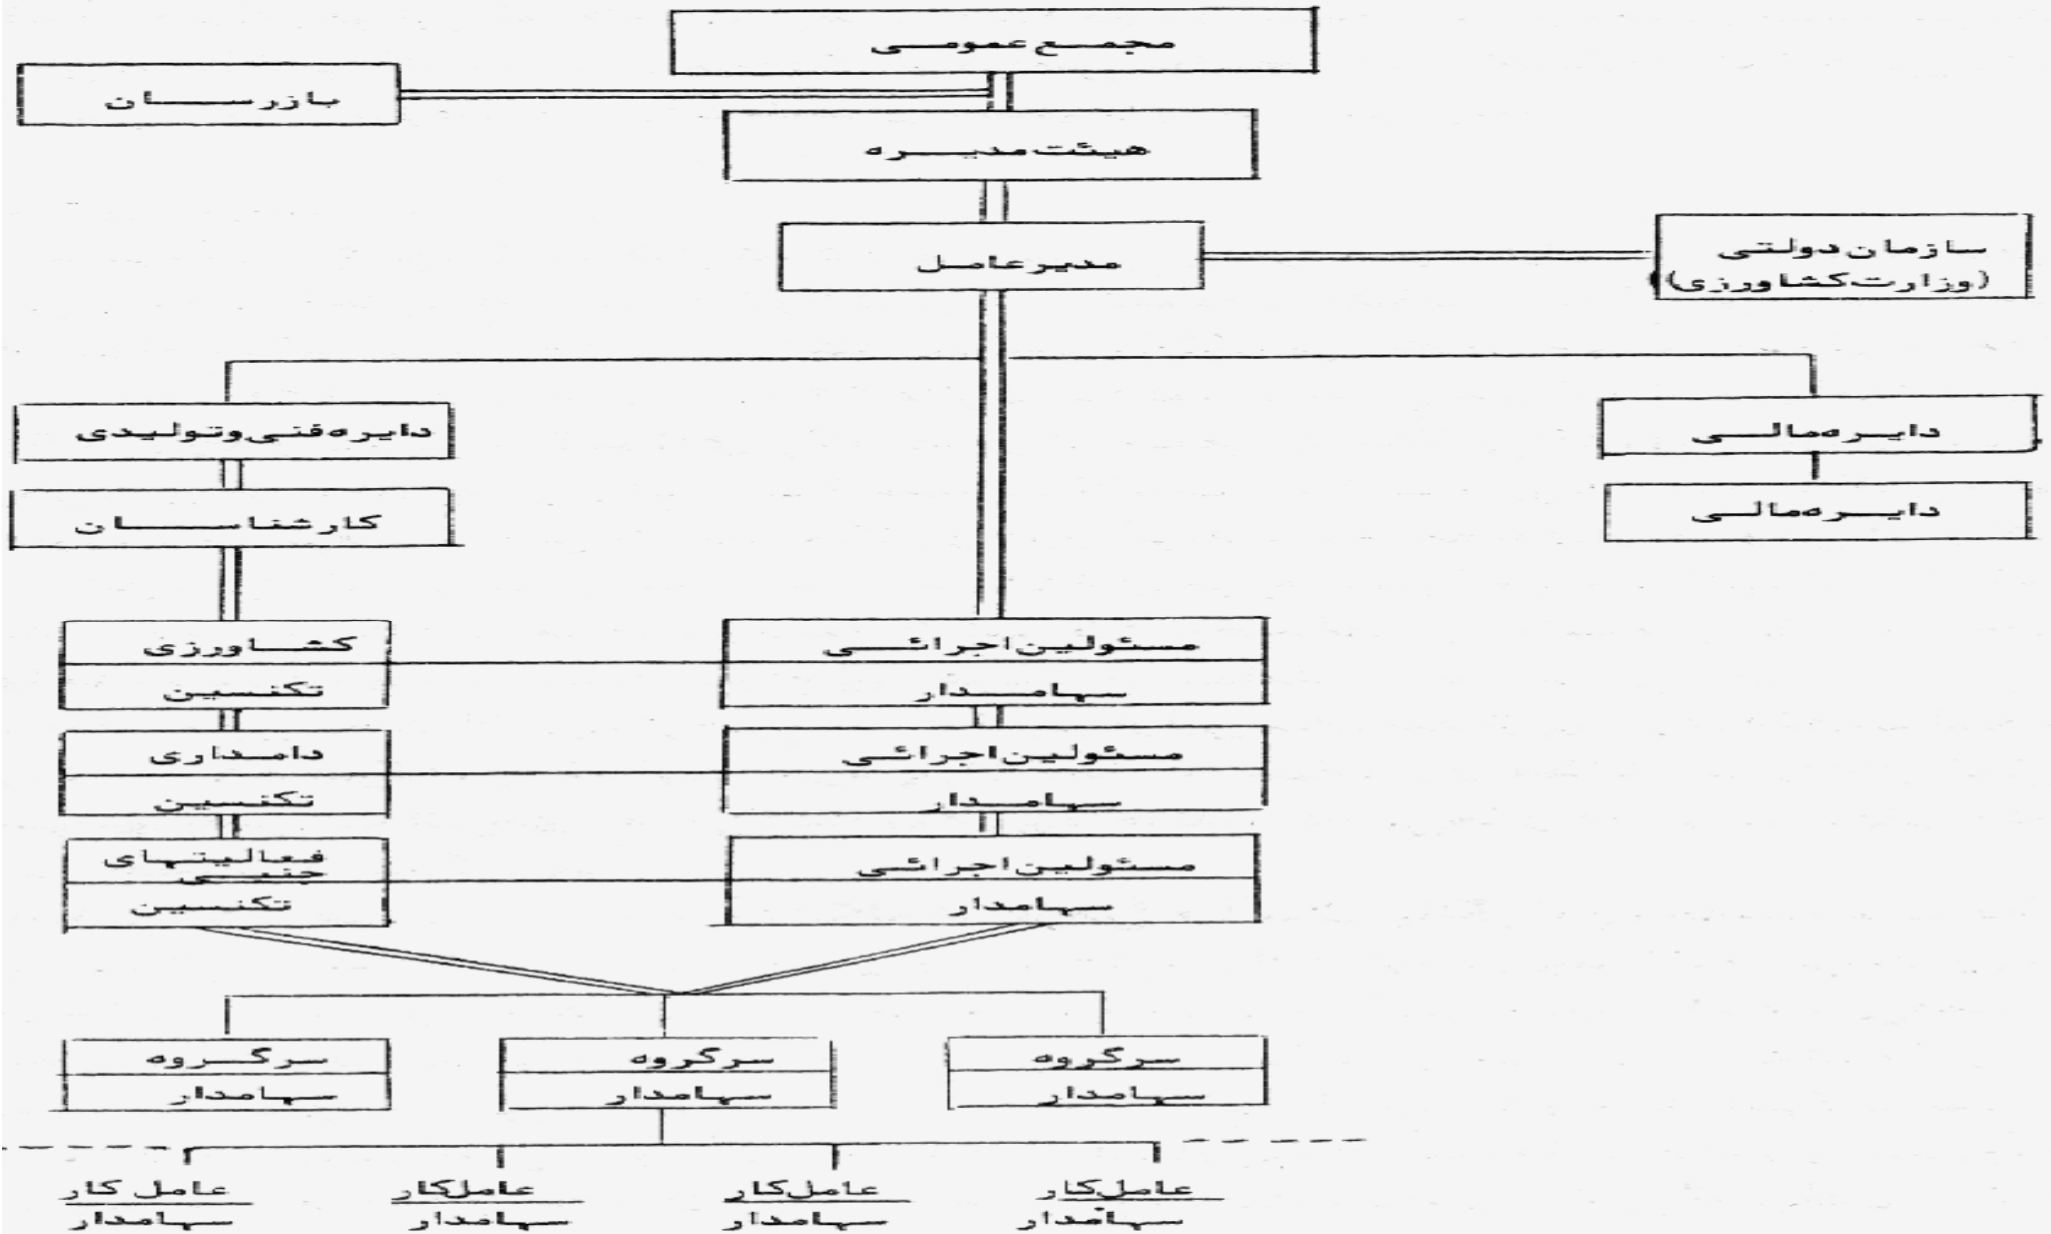 مجمع عمومی
بازرسان
هیئت مدیره
مدیر عامل
سازمان دولتی
(وزارت کشاورزی)
دایره مالی
دایره فنی و تولیدی
دایره مالی
کارشناسان
مسئولین اجرائی
سهامدار
کشاورزی
تکنسین
مسئولین اجرائی
سهامدار
دامداری
تکنسین
مسئولین اجرائی
سهامدار
فعالیتهای
جنبی
تکنسین
سرگروه
سهامدار
سرگروه
سهامدار
سرگروه
سهامدار
عامل کار
سهامدار
عامل کار
سهامدار
عامل کار
سهامدار
عامل کار
سهامدار